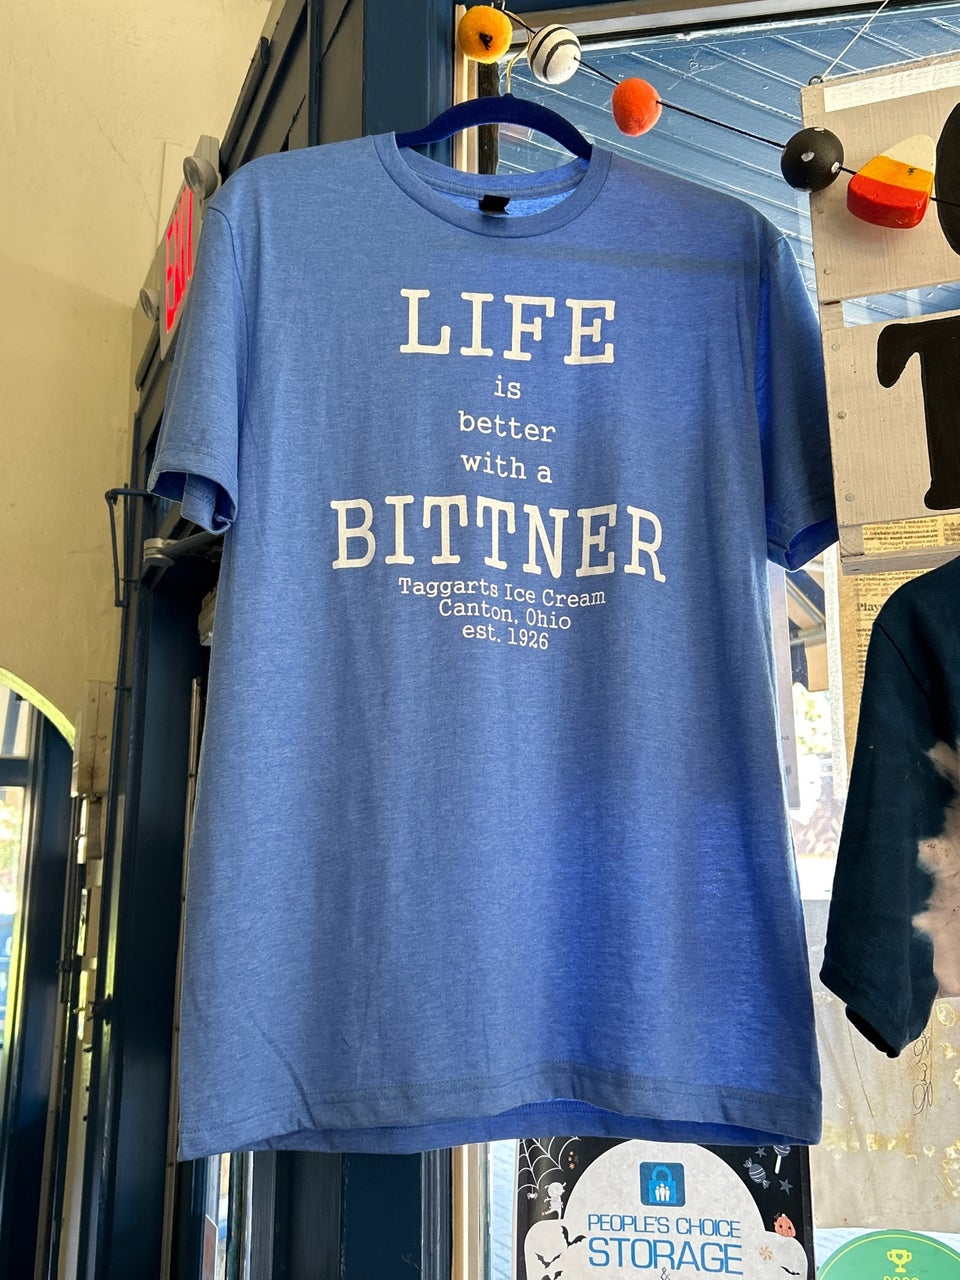 LIFE
is
better
with a
BITTNER
Taggarts Ice Cream
Canton, Ohio
est. 1926
PEOPLE'S CHOICE
STORAGE
&